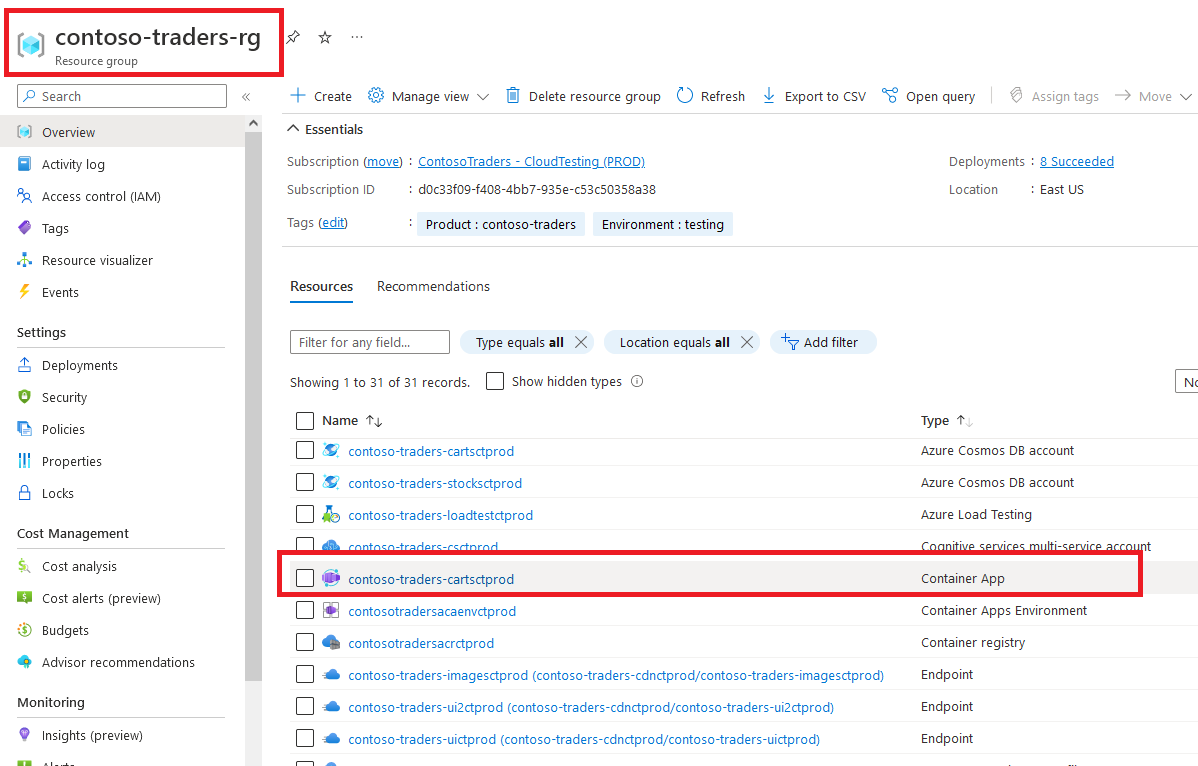 contoso-traders-rg
Resource group
...
Search
«
Overview
Activity log
Access control (IAM)
Tags
Resource visualizer
Events
Settings
Deployments
Security
Policies
Properties
Locks
Cost Management
Cost analysis
Cost alerts (preview)
Budgets
Advisor recommendations
Monitoring
Insights (preview)
Alerts
Create Manage view Delete resource group Refresh Export to CSV Open query Assign tags Move
Essentials
Subscription (move) : ContosoTraders - CloudTesting (PROD) Deployments : 8 Succeeded
Subscription ID : d0c33f09-f408-4bb7-935e-c53c50358a38 Location : East US
Tags (edit) : Product : contoso-traders Environment : testing
Resources Recommendations
Filter for any field... Type equals all Location equals all Add filter
Showing 1 to 31 of 31 records. Show hidden types No
Name Type
contoso-traders-cartsctprod Azure Cosmos DB account
contoso-traders-stocksctprod Azure Cosmos DB account
contoso-traders-loadtestctprod Azure Load Testing
contoso-traders-csctprod Cognitive services multi-service account
contoso-traders-cartsctprod Container App
contosotradersacaenvctprod Container Apps Environment
contosotradersacrctprod Container registry
contoso-traders-imagesctprod (contoso-traders-cdnctprod/contoso-traders-imagesctprod) Endpoint
contoso-traders-ui2ctprod (contoso-traders-cdnctprod/contoso-traders-ui2ctprod) Endpoint
contoso-traders-uictprod (contoso-traders-cdnctprod/contoso-traders-uictprod) Endpoint